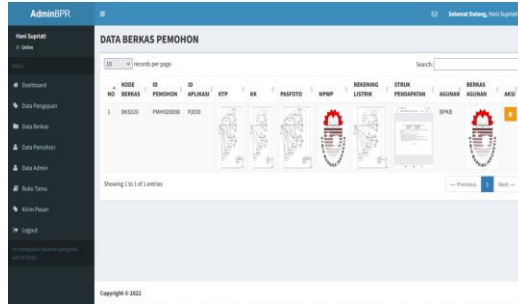 AdminBPR
Selamat Datang, Hani Supriati
Hani Supriati
Online
MENU
Dashboard
Data Pengajuan
Data Berkas
Data Pemohon
Data Admin
Buku Tamu
Kirim Pesan
Logout
DATA BERKAS PEMOHON
10 records per page
Search:
NO KODE BERKAS ID PEMOHON ID APLIKASI KTP KK PASFOTO NPWP REKENING LISTRIK STRUK PENDAPATAN AGUNAN BERKAS AGUNAN AKSI
1 BKS020 PMHN20008 P2030 BPKB
Showing 1 to 1 of 1 entries
← Previous 1 Next →
Copyright © 2022